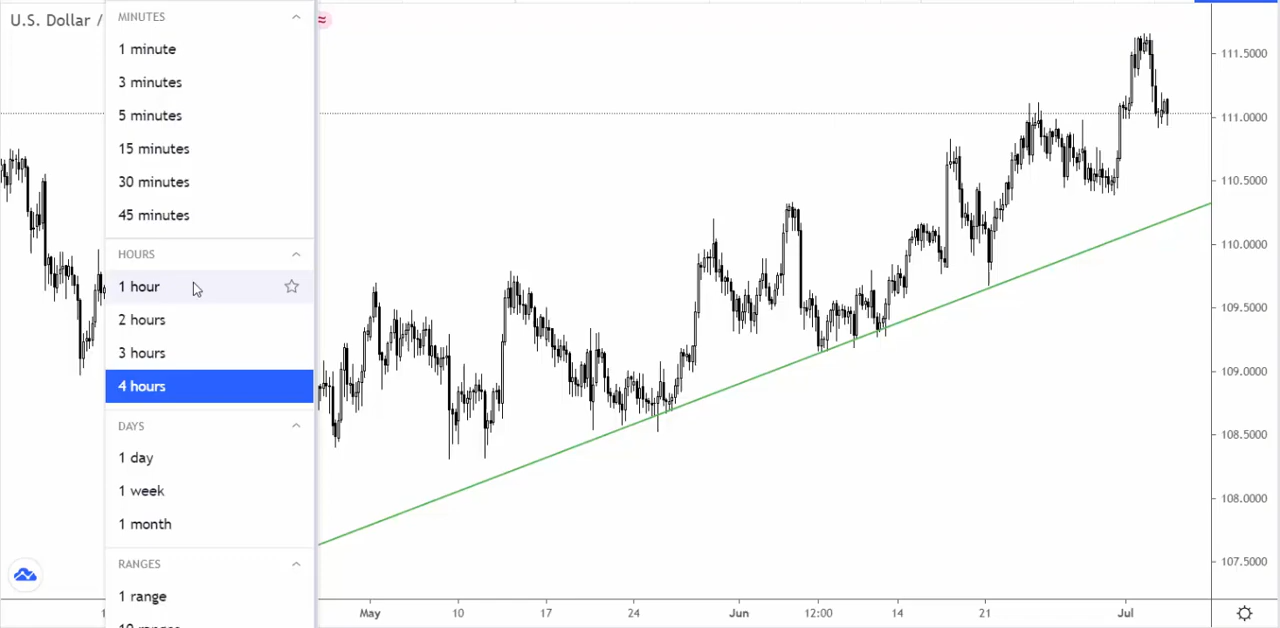 U.S. Dollar /
MINUTES
1 minute
3 minutes
5 minutes
15 minutes
30 minutes
45 minutes
HOURS
1 hour
2 hours
3 hours
4 hours
DAYS
1 day
1 week
1 month
RANGES
1 range
111.5000
111.0000
110.5000
110.0000
109.5000
109.0000
108.5000
108.0000
107.5000
May
10
17
24
Jun
12:00
14
21
Jul